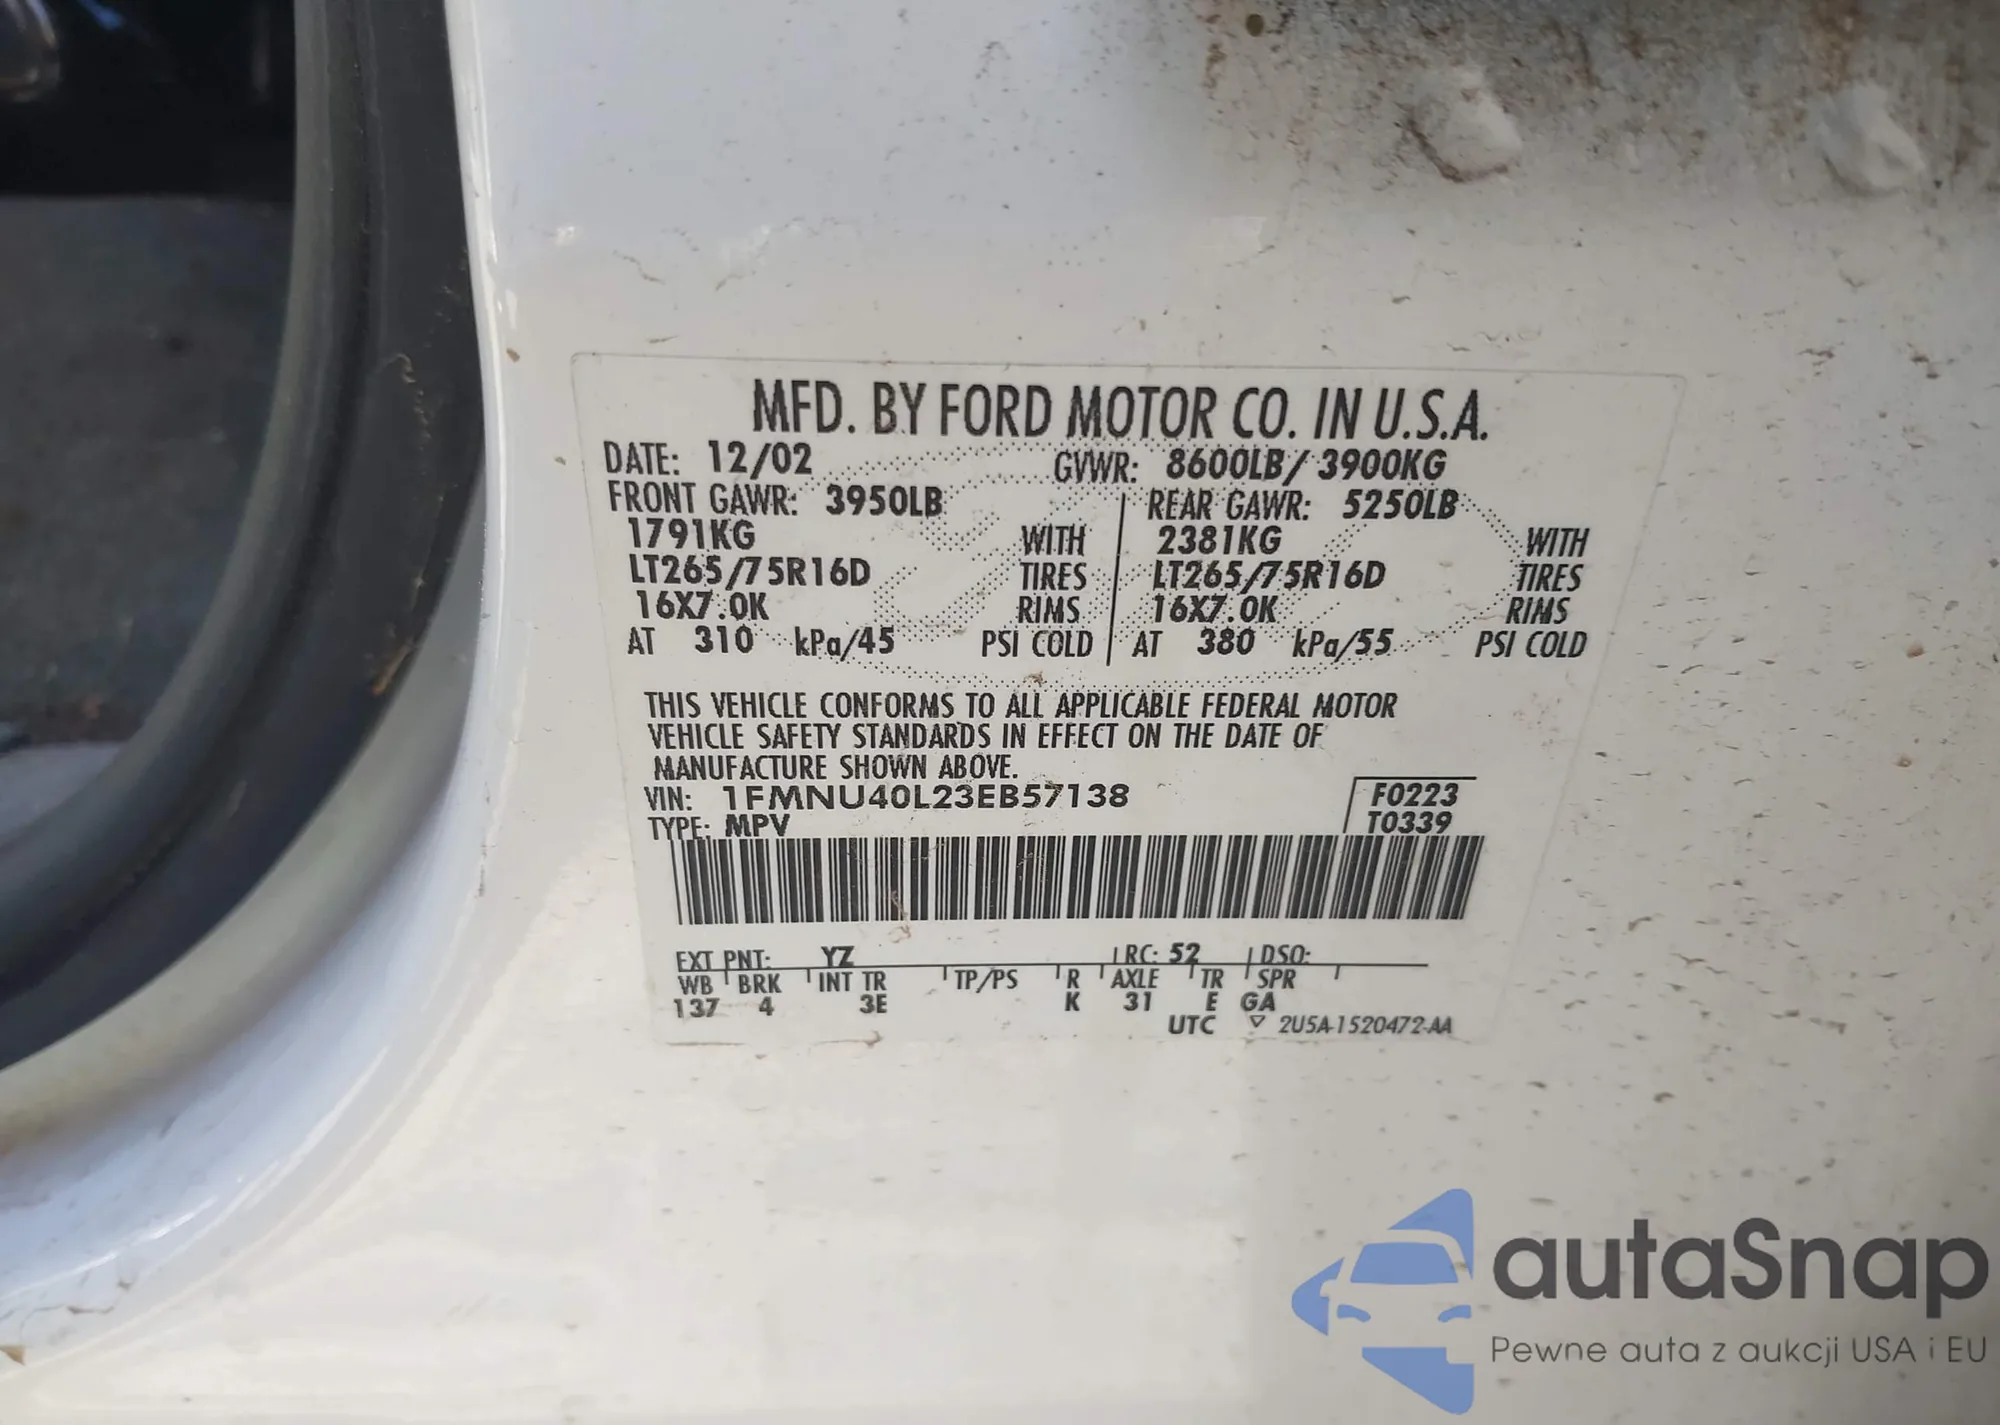 MFD. BY FORD MOTOR CO. IN U.S.A.
DATE: 12/02 GVWR: 8600LB/ 3900KG
FRONT GAWR: 3950LB REAR GAWR: 5250LB
1791KG WITH 2381KG WITH
LT265/75R16D TIRES LT265/75R16D TIRES
16X7.0K RIMS 16X7.0K RIMS
AT 310 kPa/45 PSI COLD AT 380 kPa/55 PSI COLD
THIS VEHICLE CONFORMS TO ALL APPLICABLE FEDERAL MOTOR
VEHICLE SAFETY STANDARDS IN EFFECT ON THE DATE OF
MANUFACTURE SHOWN ABOVE.
VIN: 1FMNU40L23EB57138 F0223
TYPE: MPV T0339
EXT PNT: YZ RC: 52 DSO:
WB BRK INT TR TP/PS R AXLE TR SPR
137 4 3E K 31 E GA
UTC ▽ 2U5A-1520472-AA
autaSnap
Pewne auta z aukcji USA i EU